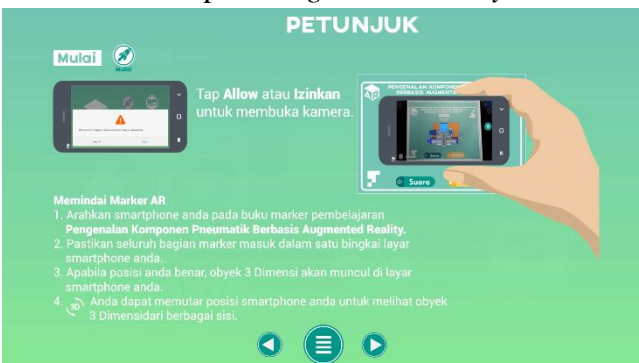 PETUNJUK
Mulai
Mulai
Tap Allow atau Izinkan
untuk membuka kamera.
PENGENALAN KOMPONEN
BERBASIS AUGMENTED
AR
Suara
Memindai Marker AR
1. Arahkan smartphone anda pada buku marker pembelajaran
Pengenalan Komponen Pneumatik Berbasis Augmented Reality.
2. Pastikan seluruh bagian marker masuk dalam satu bingkai layar
smartphone anda.
3. Apabila posisi anda benar, obyek 3 Dimensi akan muncul di layar
smartphone anda.
4. 3D Anda dapat memutar posisi smartphone anda untuk melihat obyek
3 Dimensidari berbagai sisi.